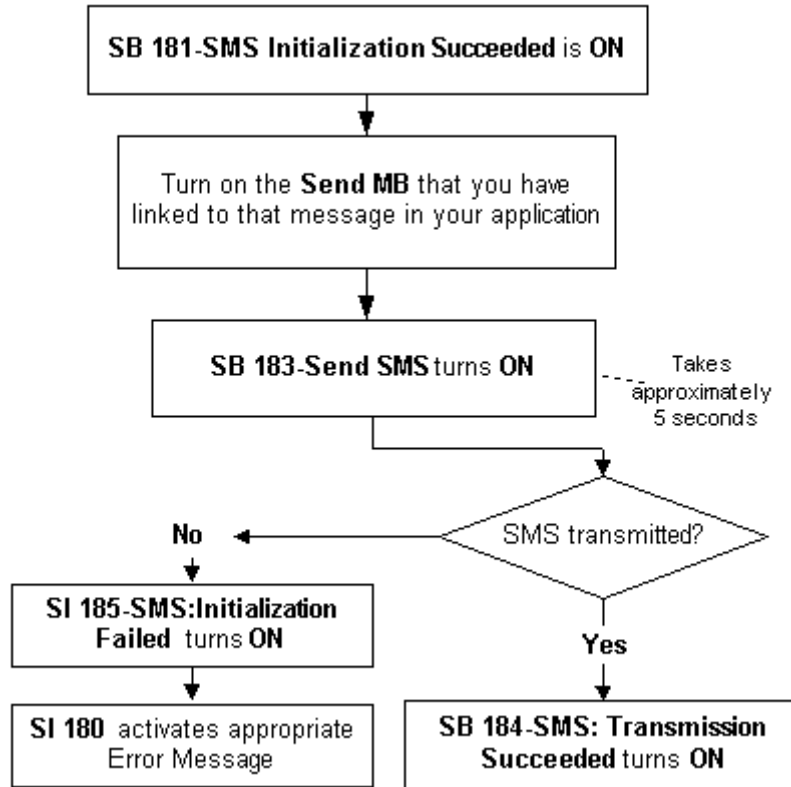 SB 181-SMS Initialization Succeeded is ON
Turn on the Send MB that you have
linked to that message in your application
SB 183-Send SMS turns ON
Takes
approximately
5 seconds
SMS transmitted?
No
SI 185-SMS:Initialization
Failed turns ON
Yes
SI 180 activates appropriate
Error Message
SB 184-SMS: Transmission
Succeeded turns ON